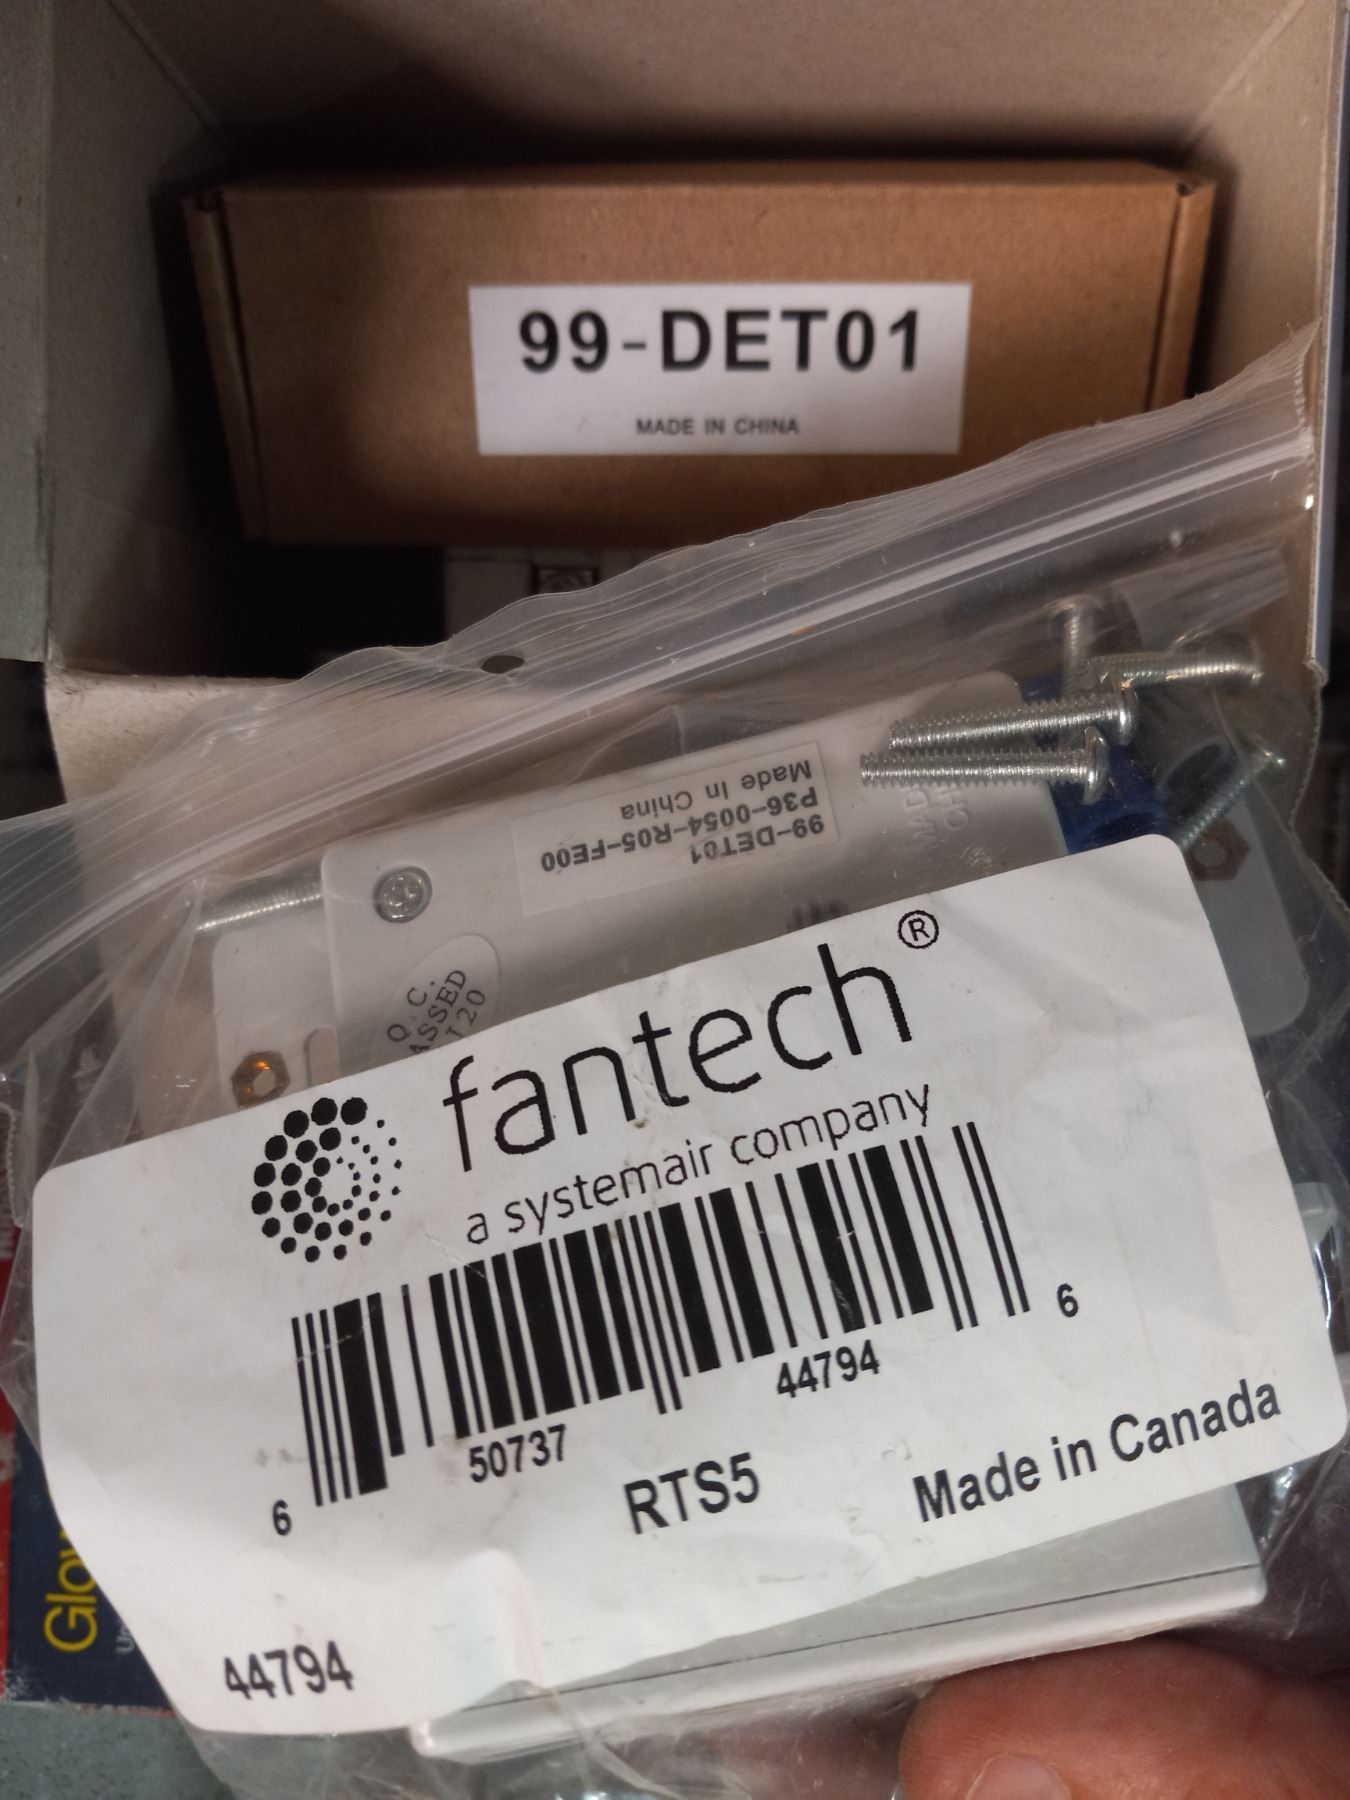 99-DET01
MADE IN CHINA
99-DET01
P36-0054-R05-FE00
Made In China
Q.C.
fantech®
a systemair company
6 50737 44794 6
RTS5
Made in Canada
44794